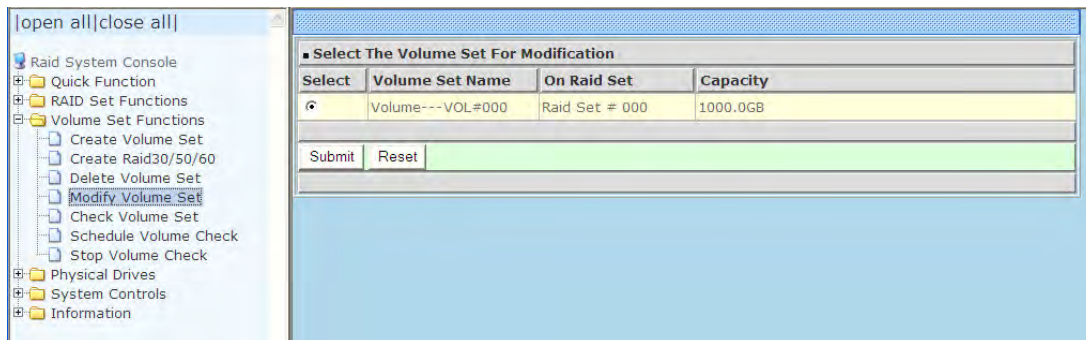 |open all|close all|
Raid System Console
Quick Function
RAID Set Functions
Volume Set Functions
Create Volume Set
Create Raid30/50/60
Delete Volume Set
Modify Volume Set
Check Volume Set
Schedule Volume Check
Stop Volume Check
Physical Drives
System Controls
Information
Select The Volume Set For Modification
Select Volume Set Name On Raid Set Capacity
Volume---VOL#000 Raid Set # 000 1000.0GB
Submit Reset